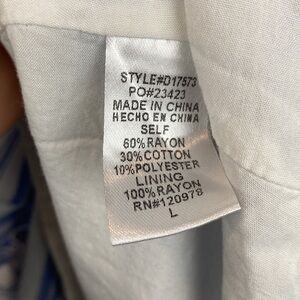 STYLE#D17573
PO#23423
MADE IN CHINA
HECHO EN CHINA
SELF
60%RAYON
30%COTTON
10%POLYESTER
LINING
100%RAYON
RN#120978
L